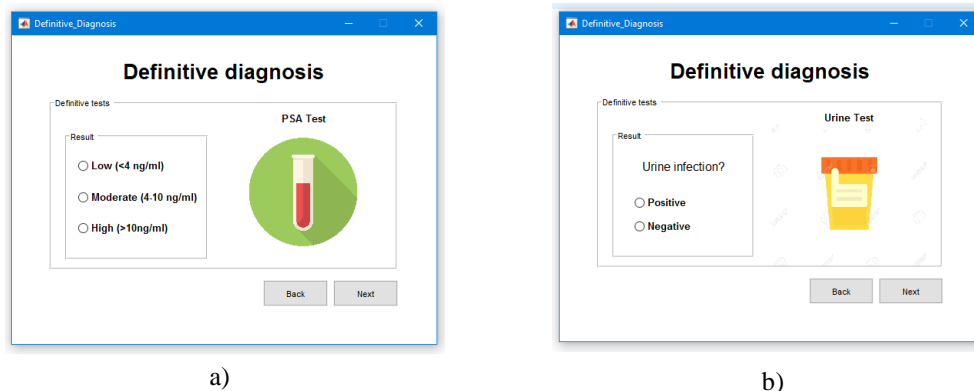 Definitive_Diagnosis
Definitive diagnosis
Definitive tests
PSA Test
Result
Low (<4 ng/ml)
Moderate (4-10 ng/ml)
High (>10ng/ml)
Back Next
a)
Definitive_Diagnosis
Definitive diagnosis
Definitive tests
Urine Test
Result
Urine infection?
Positive
Negative
Back Next
b)